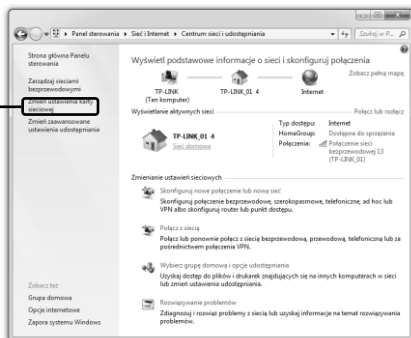 Panel sterowania ▸ Sieć i Internet ▸ Centrum sieci i udostępniania
Szukaj w P...
Strona główna Panelu
sterowania
Zarządzaj sieciami
bezprzewodowymi
Zmień ustawienia karty
sieciowej
Zmień zaawansowane
ustawienia udostępniania
Zobacz też
Grupa domowa
Opcje internetowe
Zapora systemu Windows
Wyświetl podstawowe informacje o sieci i skonfiguruj
połączenia
Zobacz pełną mapę
TP-LINK
(Ten komputer)
TP-LINK_01 4
Internet
Wyświetlanie aktywnych sieci
Połącz lub rozłącz
TP-LINK_01 4
Sieć domowa
Typ dostępu: Internet
HomeGroup: Dostępne do sprzężenia
Połączenia: Połączenie sieci
bezprzewodowej 13
(TP-LINK_01)
Zmienianie ustawień sieciowych
Skonfiguruj nowe połączenie lub nową sieć
Skonfiguruj połączenie bezprzewodowe, szerokopasmowe, telefoniczne, ad hoc lub
VPN albo skonfiguruj router lub punkt dostępu.
Połącz z siecią
Połącz lub ponownie połącz z siecią bezprzewodową, przewodową, telefoniczną lub za
pośrednictwem połączenia VPN.
Wybierz grupę domową i opcje udostępniania
Uzyskaj dostęp do plików i drukarek znajdujących się na innych komputerach w sieci
lub zmień ustawienia udostępniania.
Rozwiązywanie problemów
Zdiagnozuj i rozwiąż problemy z siecią lub uzyskaj informacje na temat rozwiązywania
problemów.